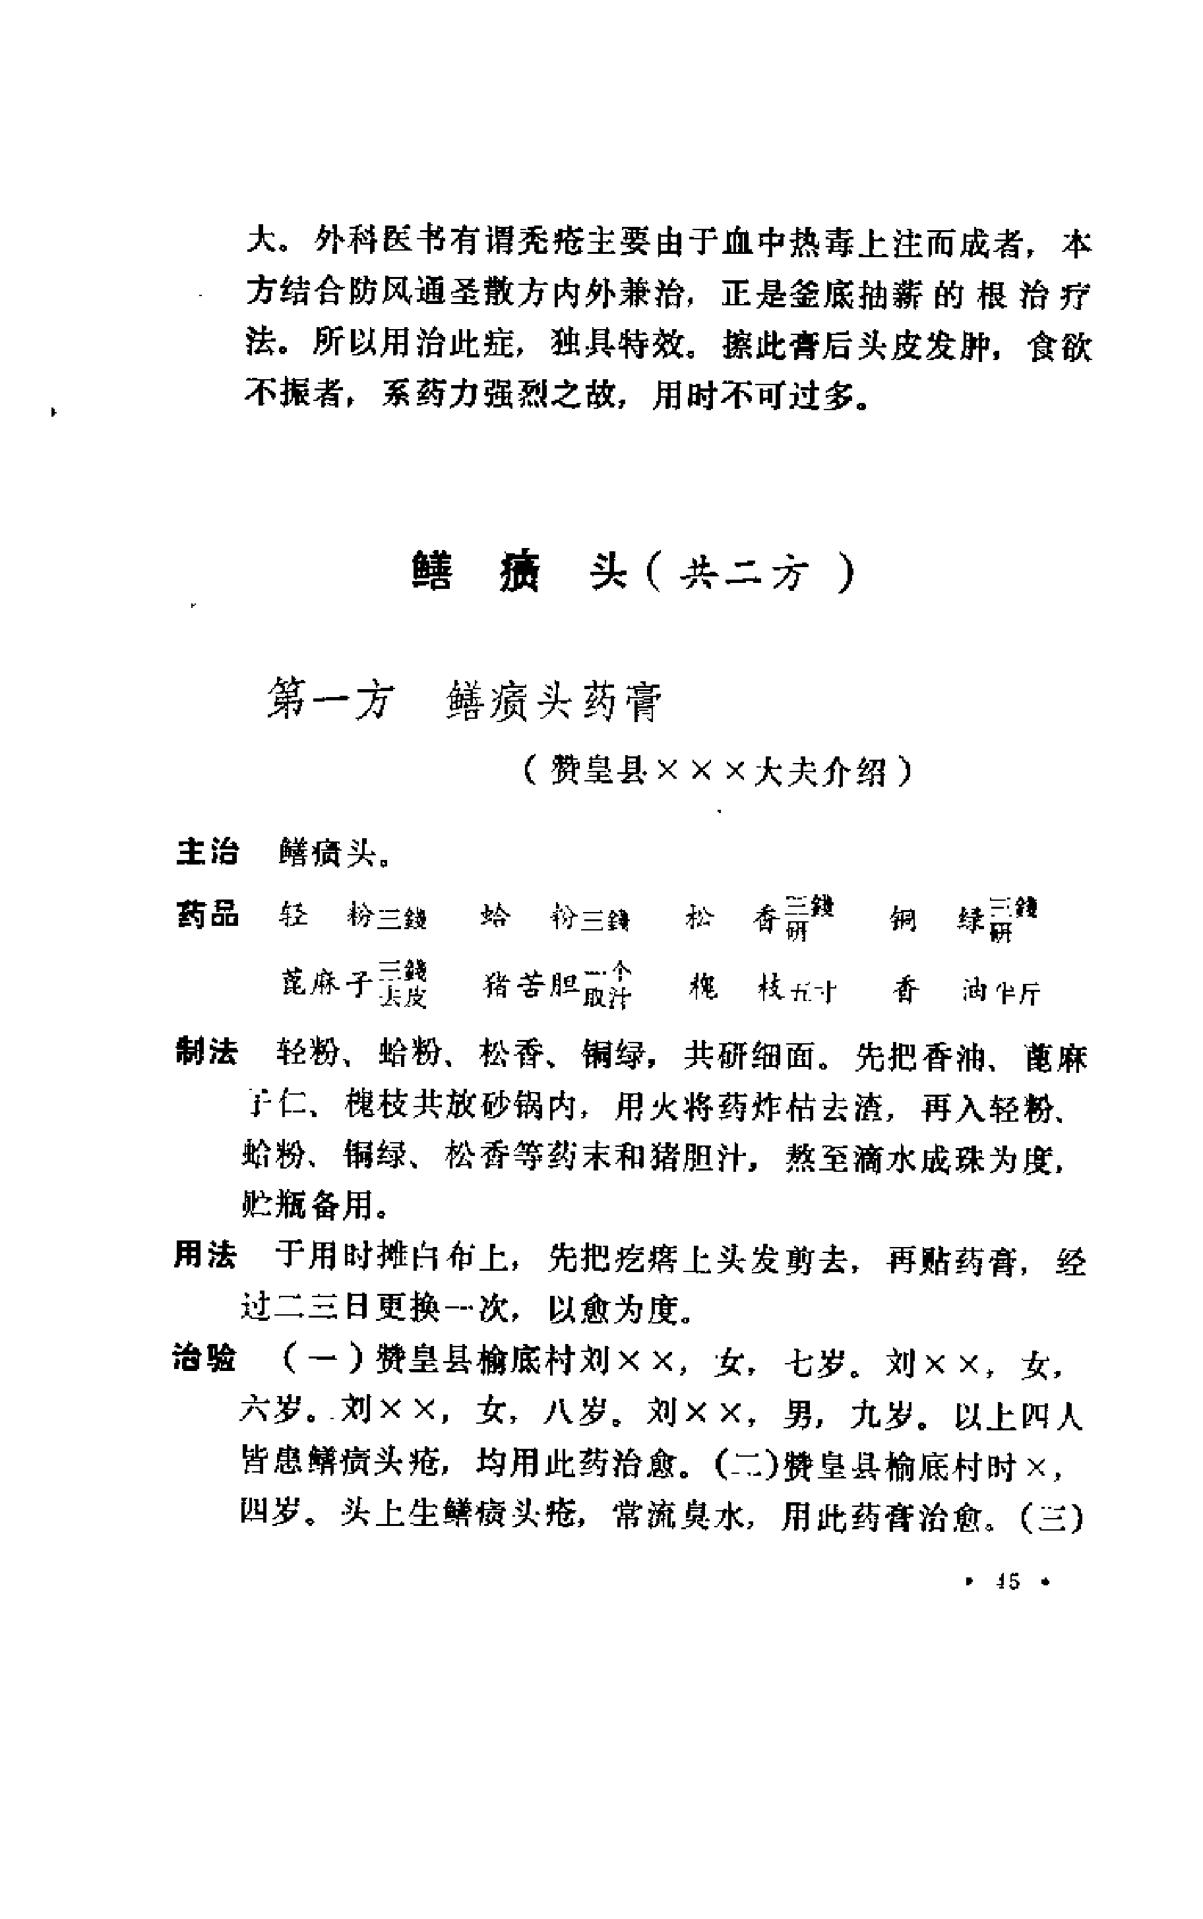 大。外科医书有谓秃疮主要由于血中热毒上注而成者，本
方结合防风通圣散方内外兼治，正是釜底抽薪的根治疗
法。所以用治此症，独具特效。擦此膏后头皮发肿，食欲
不振者，系药力强烈之故，用时不可过多。
鳝 㿉 头（共二方）
第一方 鳝㿉头药膏
（赞皇县×××大夫介绍）
主治 鳝㿉头。
药品 轻 粉三錢 蛤 粉三錢 松 香三錢研 铜 绿三錢研
蓖麻子三錢去皮 猪苦胆一个取汁 槐 枝五寸 香 油半斤
制法 轻粉、蛤粉、松香、铜绿，共研细面。先把香油、蓖麻
子仁、槐枝共放砂锅内，用火将药炸枯去渣，再入轻粉、
蛤粉、铜绿、松香等药末和猪胆汁，熬至滴水成珠为度，
贮瓶备用。
用法 于用时摊白布上，先把疙瘩上头发剪去，再贴药膏，经
过二三日更换一次，以愈为度。
治验 （一）赞皇县榆底村刘××，女，七岁。刘××，女，
六岁。刘××，女，八岁。刘××，男，九岁。以上四人
皆患鳝㿉头疮，均用此药治愈。（二）赞皇县榆底村时×，
四岁。头上生鳝㿉头疮，常流臭水，用此药膏治愈。（三）
• 45 •